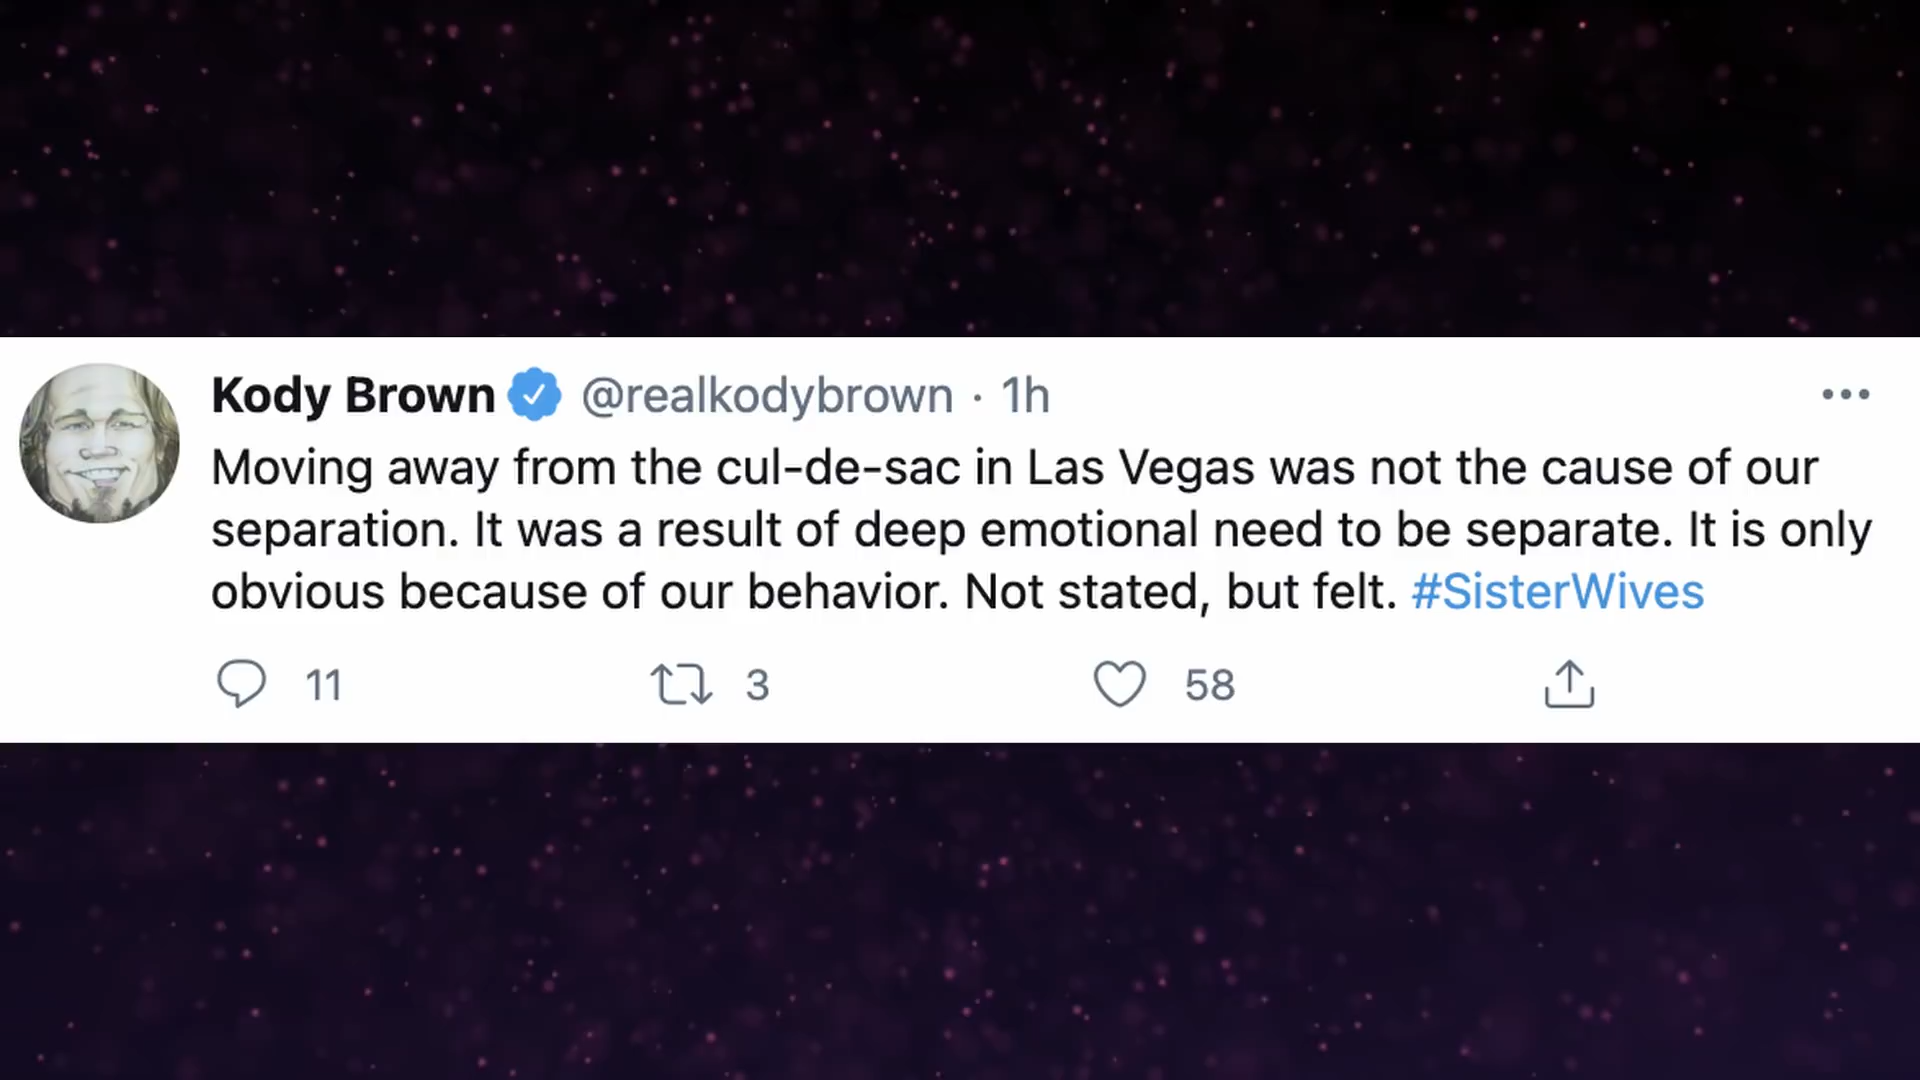 Kody Brown @realkodybrown · 1h
Moving away from the cul-de-sac in Las Vegas was not the cause of our
separation. It was a result of deep emotional need to be separate. It is only
obvious because of our behavior. Not stated, but felt. #SisterWives
11 3 58